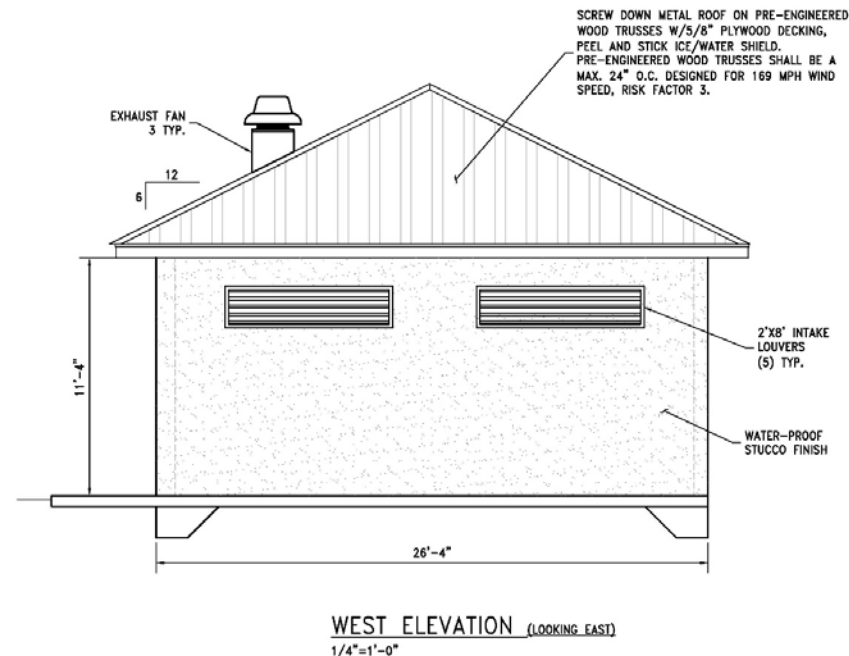 SCREW DOWN METAL ROOF ON PRE-ENGINEERED
WOOD TRUSSES W/5/8" PLYWOOD DECKING,
PEEL AND STICK ICE/WATER SHIELD.
PRE-ENGINEERED WOOD TRUSSES SHALL BE A
MAX. 24" O.C. DESIGNED FOR 169 MPH WIND
SPEED, RISK FACTOR 3.
EXHAUST FAN
3 TYP.
12
6
11'-4"
2'X8' INTAKE
LOUVERS
(5) TYP.
WATER-PROOF
STUCCO FINISH
26'-4"
WEST ELEVATION (LOOKING EAST)
1/4"=1'-0"